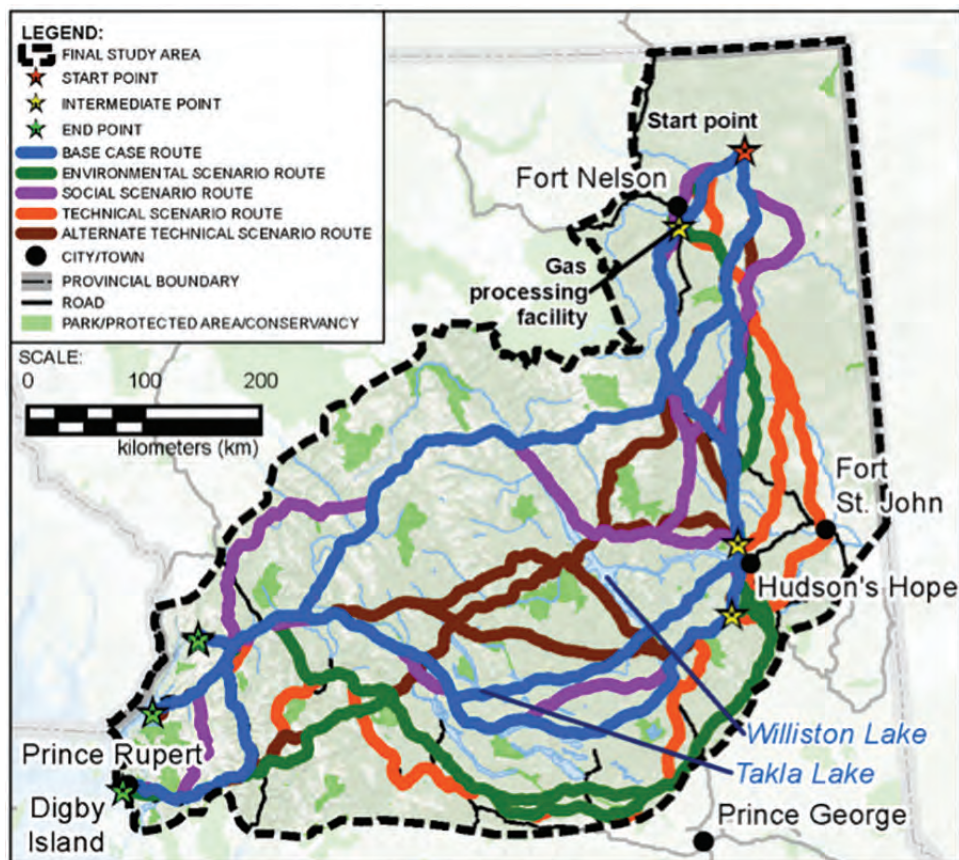 LEGEND:
FINAL STUDY AREA
START POINT
INTERMEDIATE POINT
END POINT
BASE CASE ROUTE
ENVIRONMENTAL SCENARIO ROUTE
SOCIAL SCENARIO ROUTE
TECHNICAL SCENARIO ROUTE
ALTERNATE TECHNICAL SCENARIO ROUTE
CITY/TOWN
PROVINCIAL BOUNDARY
ROAD
PARK/PROTECTED AREA/CONSERVANCY
SCALE:
0 100 200
kilometers (km)
Start point
Fort Nelson
Gas
processing
facility
Fort
St. John
Hudson's Hope
Williston Lake
Takla Lake
Prince Rupert
Digby
Island
Prince George